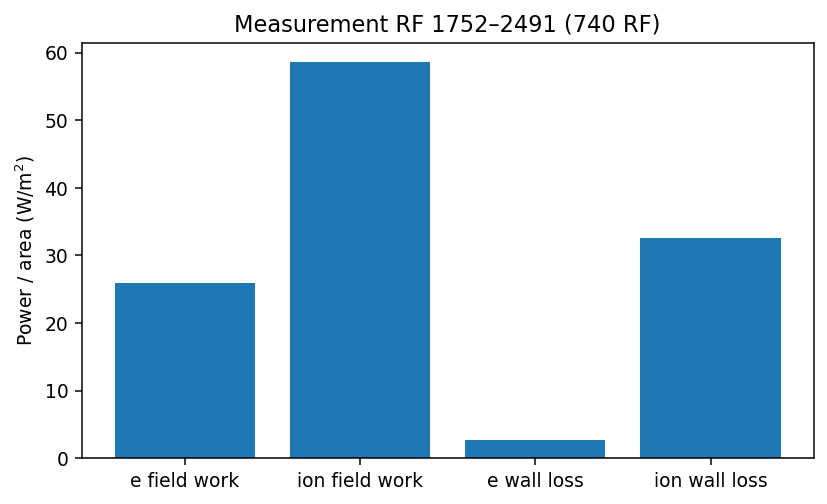 Measurement RF 1752–2491 (740 RF)
Power / area (W/m²)
60
50
40
30
20
10
0
e field work
ion field work
e wall loss
ion wall loss